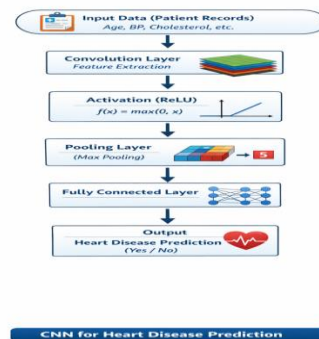 Input Data (Patient Records)
Age, BP, Cholesterol, etc.
Convolution Layer
Feature Extraction
Activation (ReLU)
f(x) = max(0, x)
Pooling Layer
(Max Pooling)
5
Fully Connected Layer
Output
Heart Disease Prediction
(Yes / No)
CNN for Heart Disease Prediction